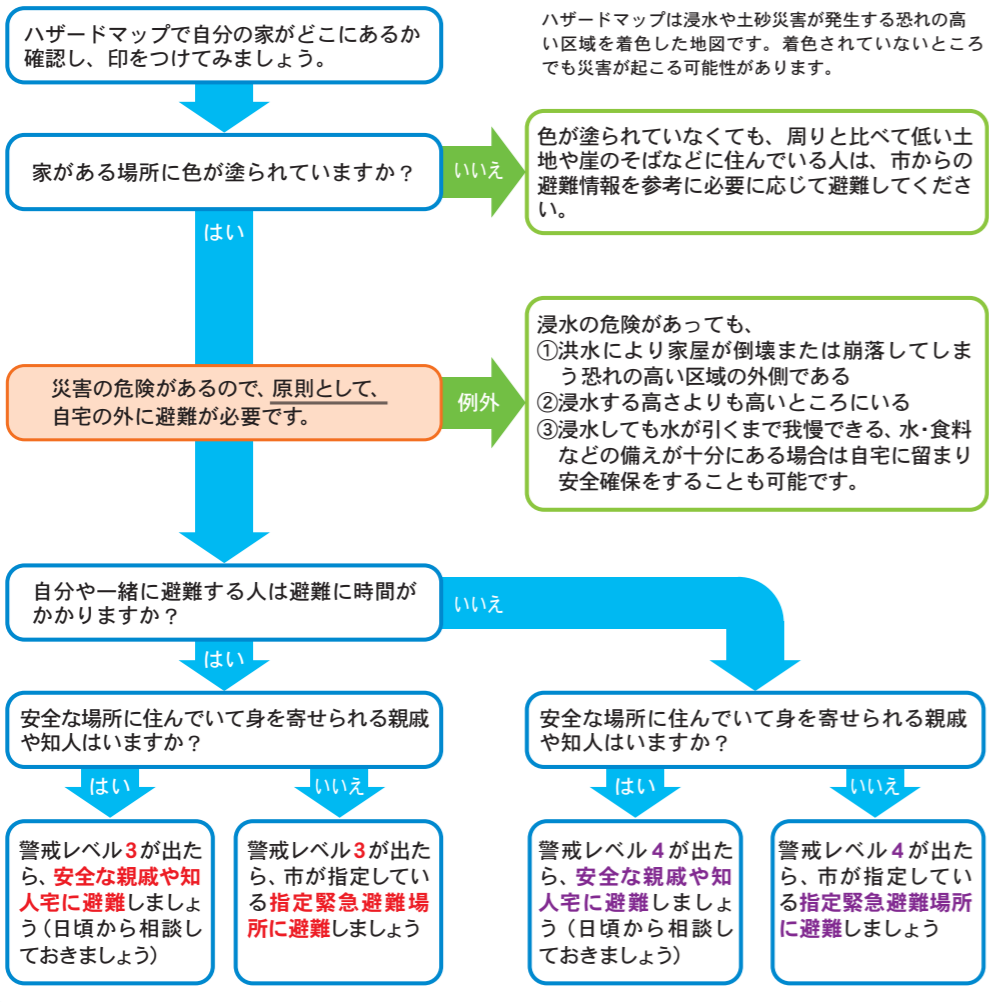 ハザードマップで自分の家がどこにあるか
確認し、印をつけてみましょう。
ハザードマップは浸水や土砂災害が発生する恐れの高
い区域を着色した地図です。着色されていないところ
でも災害が起こる可能性があります。
家がある場所に色が塗られていますか？
いいえ
色が塗られていなくても、周りと比べて低い土
地や崖のそばなどに住んでいる人は、市からの
避難情報を参考に必要に応じて避難してくださ
い。
はい
災害の危険があるので、原則として、
自宅の外に避難が必要です。
例外
浸水の危険があっても、
①洪水により家屋が倒壊または崩落してしま
う恐れの高い区域の外側である
②浸水する高さよりも高いところにいる
③浸水しても水が引くまで我慢できる、水・食料
などの備えが十分にある場合は自宅に留まり
安全確保をすることも可能です。
自分や一緒に避難する人は避難に時間が
かかりますか？
いいえ
はい
安全な場所に住んでいて身を寄せられる親戚
や知人はいますか？
安全な場所に住んでいて身を寄せられる親戚
や知人はいますか？
はい
いいえ
はい
いいえ
警戒レベル3が出た
ら、安全な親戚や知
人宅に避難しましょ
う（日頃から相談し
ておきましょう）
警戒レベル3が出た
ら、市が指定してい
る指定緊急避難場
所に避難しましょう
警戒レベル4が出た
ら、安全な親戚や知
人宅に避難しましょ
う（日頃から相談し
ておきましょう）
警戒レベル4が出た
ら、市が指定してい
る指定緊急避難場所
に避難しましょう